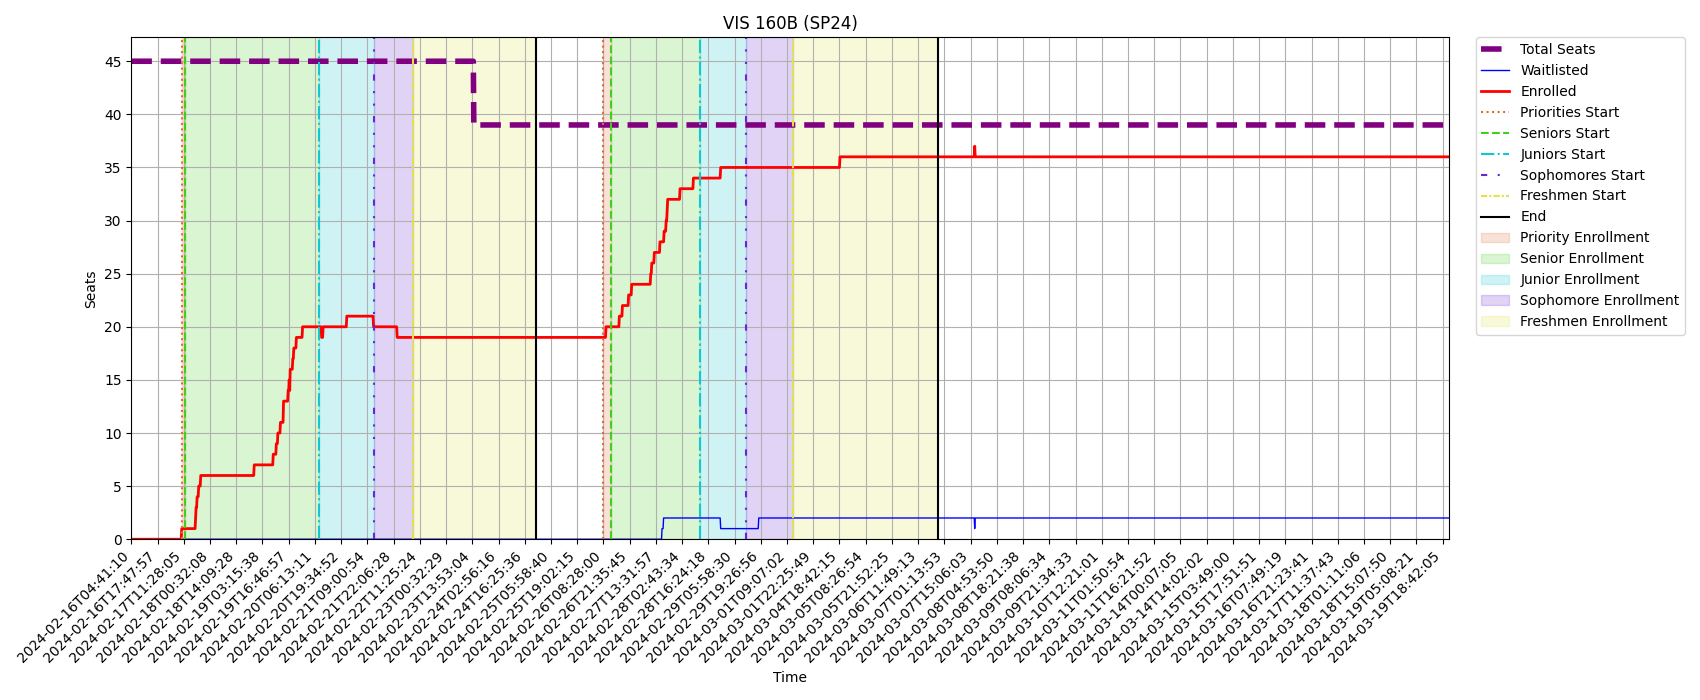 VIS 160B (SP24)
Total Seats
Waitlisted
Enrolled
Priorities Start
Seniors Start
Juniors Start
Sophomores Start
Freshmen Start
End
Priority Enrollment
Senior Enrollment
Junior Enrollment
Sophomore Enrollment
Freshmen Enrollment
Seats
45
40
35
30
25
20
15
10
5
0
2024-02-16T04:41:10
2024-02-16T17:47:57
2024-02-17T11:28:05
2024-02-18T00:32:08
2024-02-18T14:09:28
2024-02-19T03:15:38
2024-02-19T16:46:57
2024-02-20T06:13:11
2024-02-20T19:34:52
2024-02-21T09:00:54
2024-02-21T22:06:28
2024-02-22T11:25:24
2024-02-23T00:32:29
2024-02-23T13:53:04
2024-02-24T02:56:16
2024-02-24T16:25:36
2024-02-25T05:58:40
2024-02-25T19:02:15
2024-02-26T08:28:00
2024-02-26T21:35:45
2024-02-27T13:31:57
2024-02-28T02:43:34
2024-02-28T16:24:18
2024-02-29T05:58:30
2024-02-29T19:26:56
2024-03-01T09:07:02
2024-03-01T22:25:49
2024-03-04T18:42:15
2024-03-05T08:26:54
2024-03-05T21:52:25
2024-03-06T11:49:13
2024-03-07T01:13:53
2024-03-07T15:06:03
2024-03-08T04:53:50
2024-03-08T18:21:38
2024-03-09T08:06:34
2024-03-09T21:34:33
2024-03-10T12:21:01
2024-03-11T01:50:54
2024-03-11T16:21:52
2024-03-14T00:07:05
2024-03-14T14:02:02
2024-03-15T03:49:00
2024-03-15T17:51:51
2024-03-16T07:49:19
2024-03-16T21:23:41
2024-03-17T11:37:43
2024-03-18T01:11:06
2024-03-18T15:07:50
2024-03-19T05:08:21
2024-03-19T18:42:05
Time